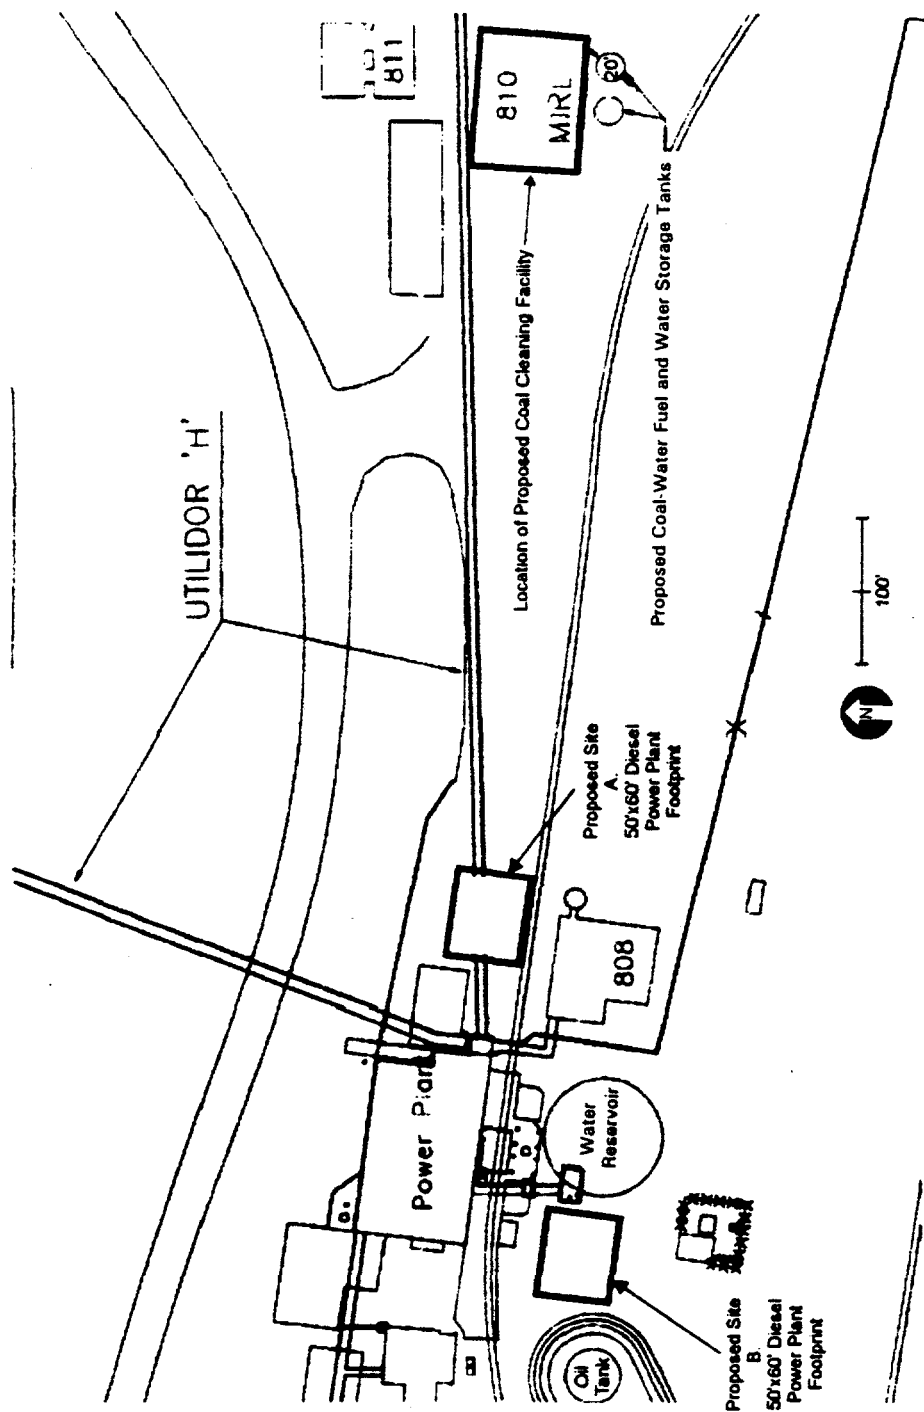 811
810
MIRL
20'
UTILIDOR 'H'
Location of Proposed Coal Cleaning Facility
Proposed Coal-Water Fuel and Water Storage Tanks
100'
N
Proposed Site
A.
50'x60' Diesel
Power Plant
Footprint
808
Power Plant
Water
Reservoir
Oil
Tank
Proposed Site
B.
50'x60' Diesel
Power Plant
Footprint